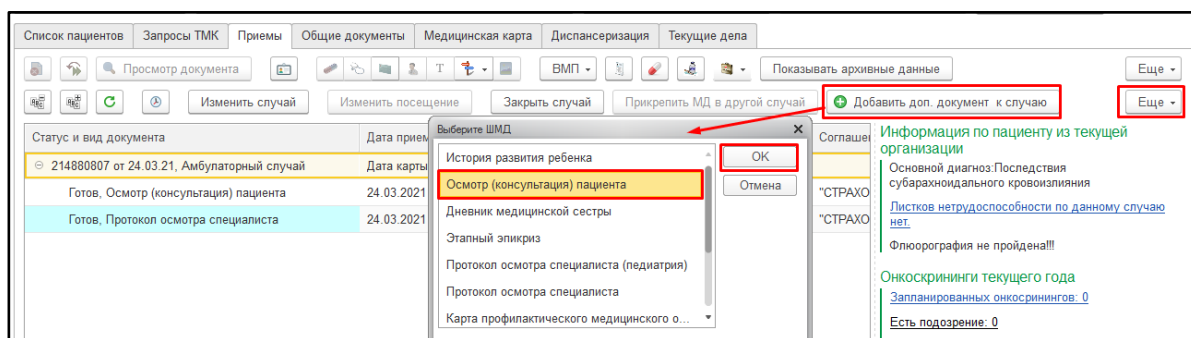 Список пациентов Запросы ТМК Приемы Общие документы Медицинская карта Диспансеризация Текущие дела
Просмотр документа T ВМП Показывать архивные данные Еще
Изменить случай Изменить посещение Закрыть случай Прикрепить МД в другой случай Добавить доп. документ к случаю Еще
Статус и вид документа Дата прием Соглашен
214880807 от 24.03.21, Амбулаторный случай Дата карты
Готов, Осмотр (консультация) пациента 24.03.2021 "СТРАХО
Готов, Протокол осмотра специалиста 24.03.2021 "СТРАХО
Выберите ШМД
История развития ребенка OK
Осмотр (консультация) пациента Отмена
Дневник медицинской сестры
Этапный эпикриз
Протокол осмотра специалиста (педиатрия)
Протокол осмотра специалиста
Карта профилактического медицинского о...
Информация по пациенту из текущей
организации
Основной диагноз:Последствия
субарахноидального кровоизлияния
Листков нетрудоспособности по данному случаю
нет.
Флюорография не пройдена!!!
Онкоскрининги текущего года
Запланированных онкосринингов: 0
Есть подозрение: 0